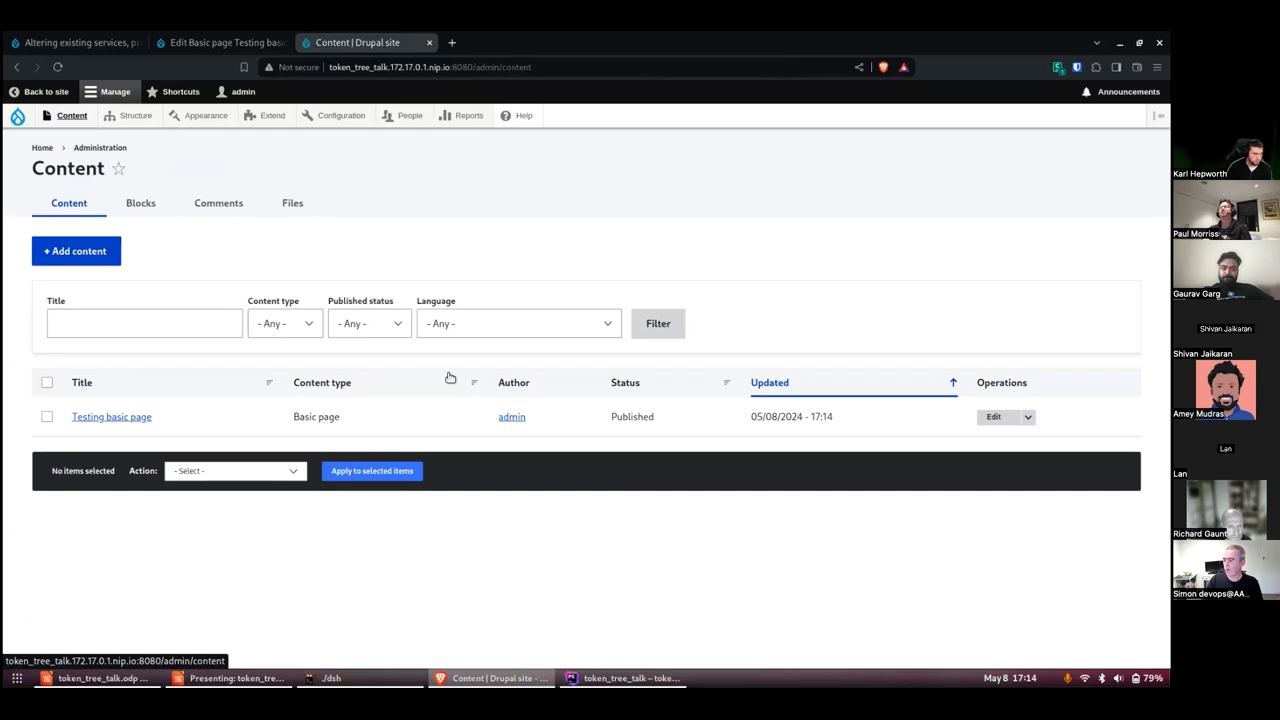 Altering existing services, pr
Edit Basic page Testing basi
Content | Drupal site
Not secure
token_tree_talk.172.17.0.1.nip.io:8080/admin/content
Back to site
Manage
Shortcuts
admin
Announcements
Content
Structure
Appearance
Extend
Configuration
People
Reports
Help
Home
Administration
Content
Content
Blocks
Comments
Files
+ Add content
Title
Content type
Published status
Language
- Any -
- Any -
- Any -
Filter
Title
Content type
Author
Status
Updated
Operations
Testing basic page
Basic page
admin
Published
05/08/2024 - 17:14
Edit
No items selected
Action:
- Select -
Apply to selected items
token_tree_talk.172.17.0.1.nip.io:8080/admin/content
token_tree_talk.odp ...
Presenting: token_tre...
./dsh
Content | Drupal site - ...
token_tree_talk – toke...
May 8 17:14
79%
Karl Hepworth
Paul Morriss
Gaurav Garg
Shivan Jaikaran
Shivan Jaikaran
Amey Mudras
Lan
Lan
Richard Gaunt
Simon devops@AA...